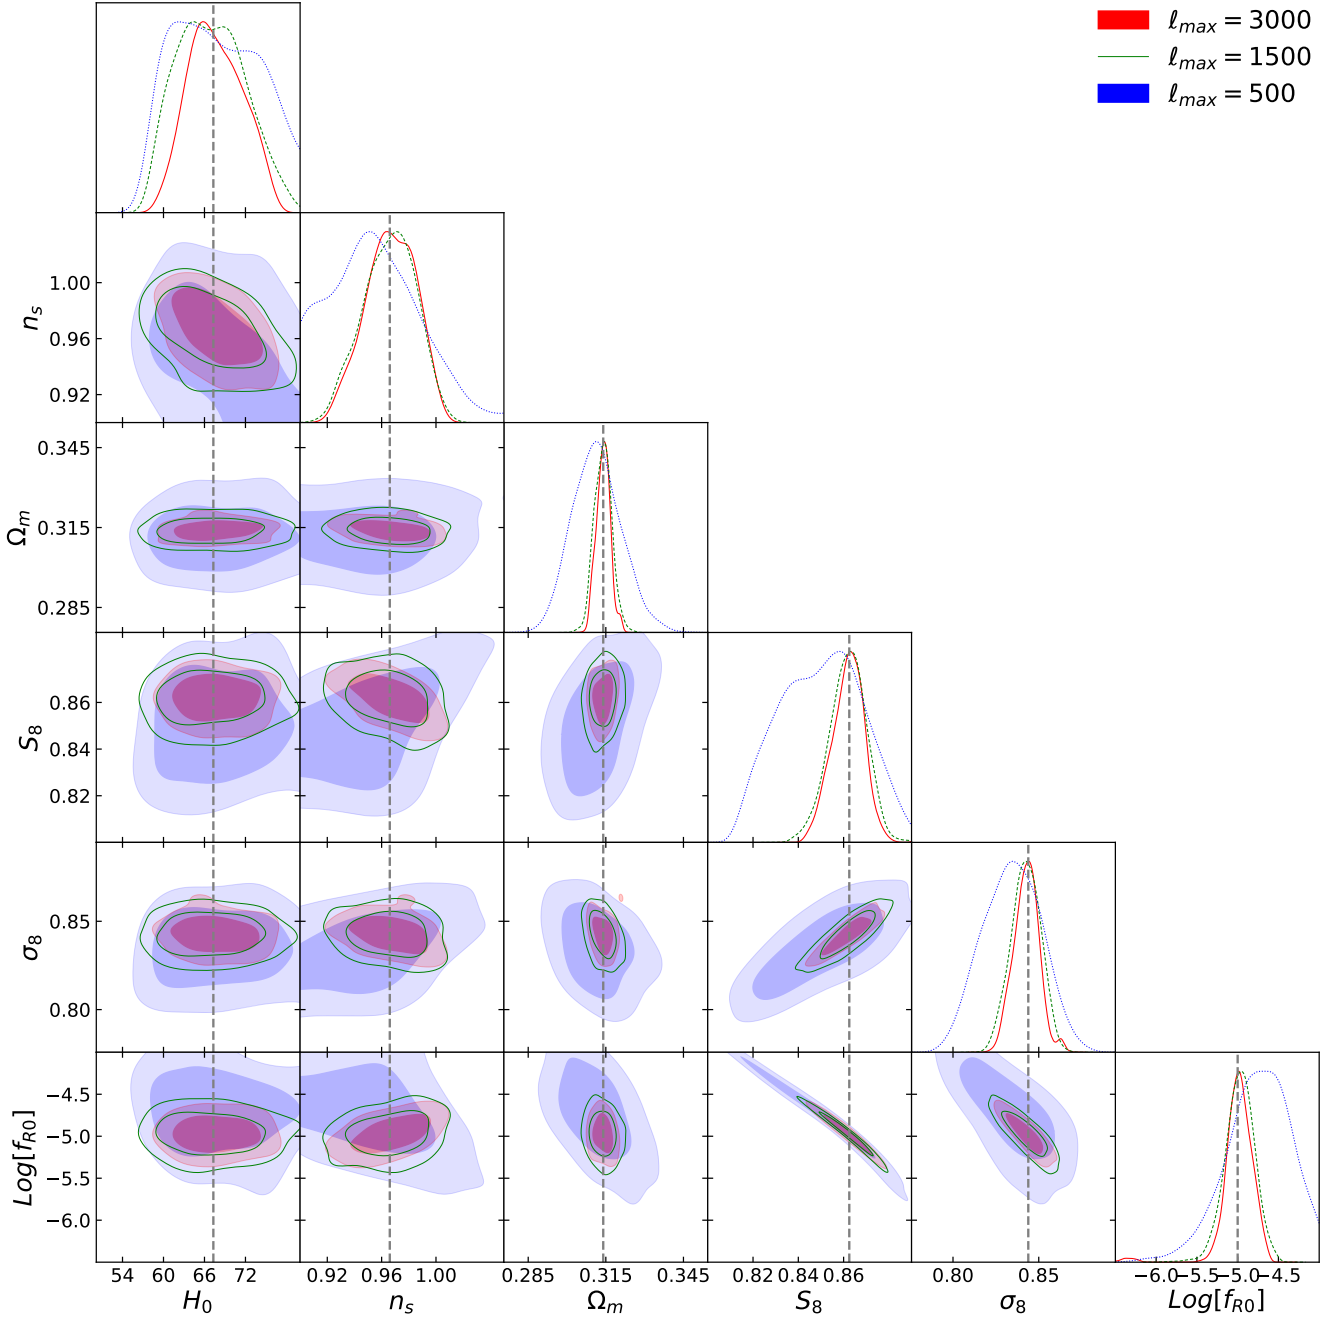 ℓmax = 3000
ℓmax = 1500
ℓmax = 500
ns
1.00
0.96
0.92
Ωm
0.345
0.315
0.285
S8
0.86
0.84
0.82
σ8
0.85
0.80
Log[fR0]
−4.5
−5.0
−5.5
−6.0
54 60 66 72
0.92 0.96 1.00
0.285 0.315 0.345
0.82 0.84 0.86
0.80 0.85
−6.0 −5.5 −5.0 −4.5
H0
ns
Ωm
S8
σ8
Log[fR0]